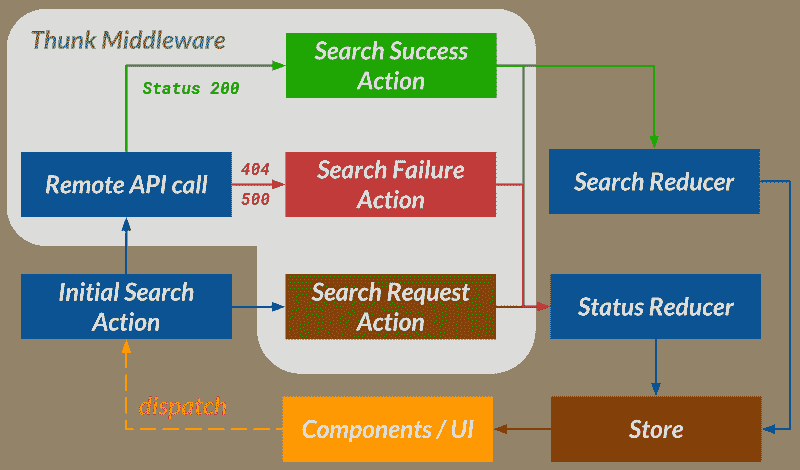 Thunk Middleware
Search Success
Action
Status 200
Remote API call
404
500
Search Failure
Action
Search Reducer
Initial Search
Action
Search Request
Action
Status Reducer
dispatch
Components / UI
Store